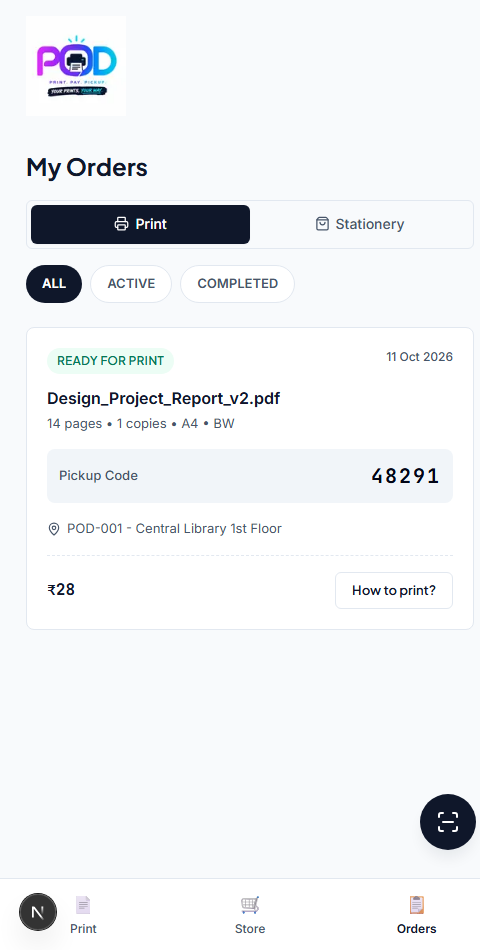 POD
PRINT. PAY. PICKUP.
YOUR PRINTS, YOUR WAY
My Orders
Print
Stationery
ALL
ACTIVE
COMPLETED
READY FOR PRINT
11 Oct 2026
Design_Project_Report_v2.pdf
14 pages • 1 copies • A4 • BW
Pickup Code
48291
POD-001 - Central Library 1st Floor
₹28
How to print?
N
Print
Store
Orders